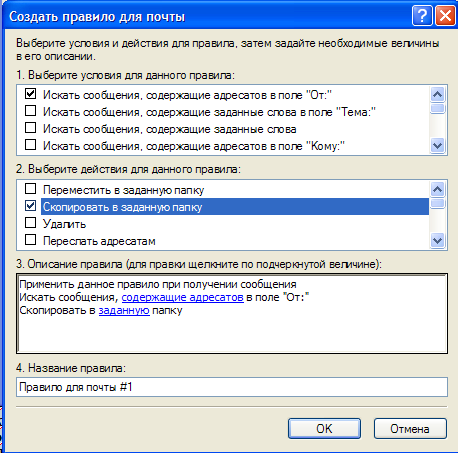 Создать правило для почты
Выберите условия и действия для правила, затем задайте необходимые величины
в его описании.
1. Выберите условия для данного правила:
Искать сообщения, содержащие адресатов в поле "От:"
Искать сообщения, содержащие заданные слова в поле "Тема:"
Искать сообщения, содержащие заданные слова
Искать сообщения, содержащие адресатов в поле "Кому:"
2. Выберите действия для данного правила:
Переместить в заданную папку
Скопировать в заданную папку
Удалить
Переслать адресатам
3. Описание правила (для правки щелкните по подчеркнутой величине):
Применить данное правило при получении сообщения
Искать сообщения, содержащие адресатов в поле "От:"
Скопировать в заданную папку
4. Название правила:
Правило для почты #1
OK
Отмена